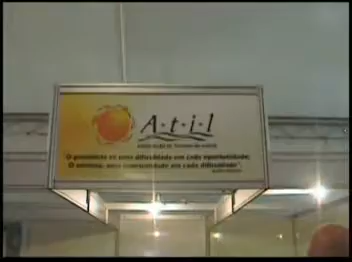 A·t·i·l
"O pessimista vê uma dificuldade em cada oportunidade;
O otimista, uma oportunidade em cada dificuldade".